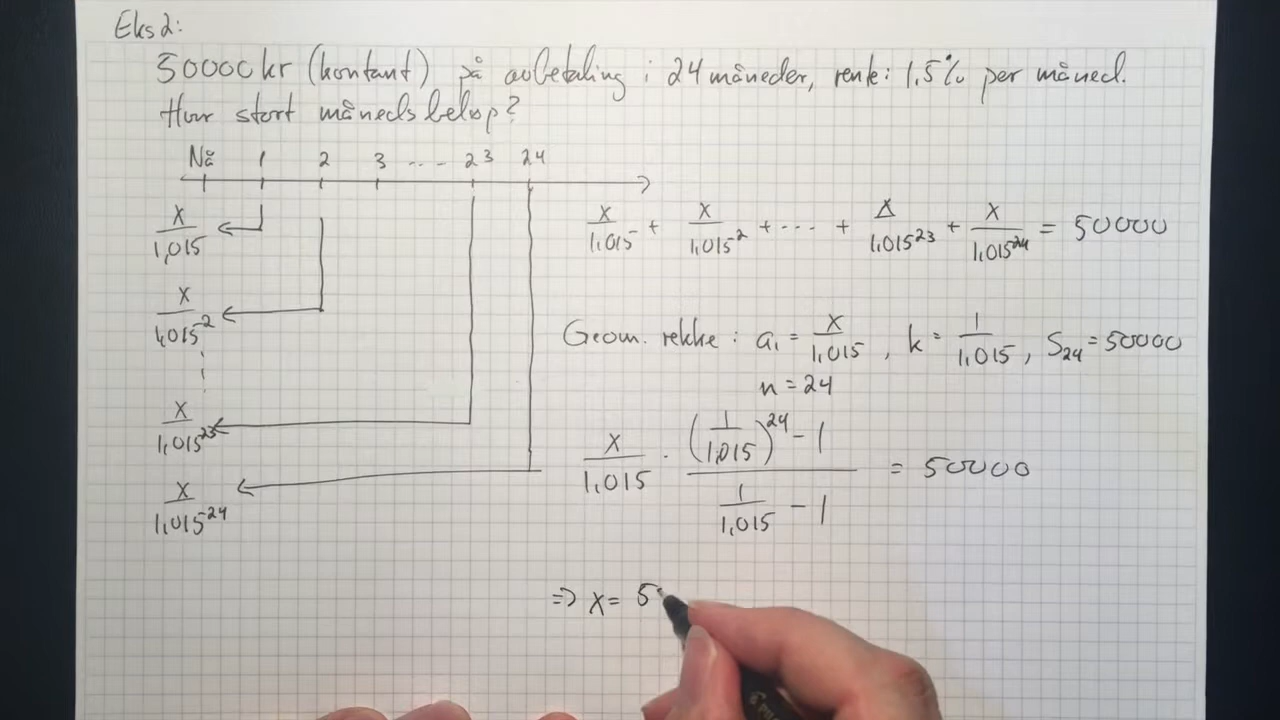 Eks 2:
50000 kr (kontant) på avbetaling i 24 måneder, rente: 1,5% per måned.
Hvor stort månedsbeløp?
Nå 1 2 3 ... 23 24
x/1,015
x/1,015^2
x/1,015^23
x/1,015^24
x/1,015 + x/1,015^2 + ... + x/1,015^23 + x/1,015^24 = 50000
Geom. rekke: a₁ = x/1,015, k = 1/1,015, S₂₄ = 50000
n = 24
x/1,015 · ((1/1,015)^24 - 1)/(1/1,015 - 1) = 50000
⇒ x = 5